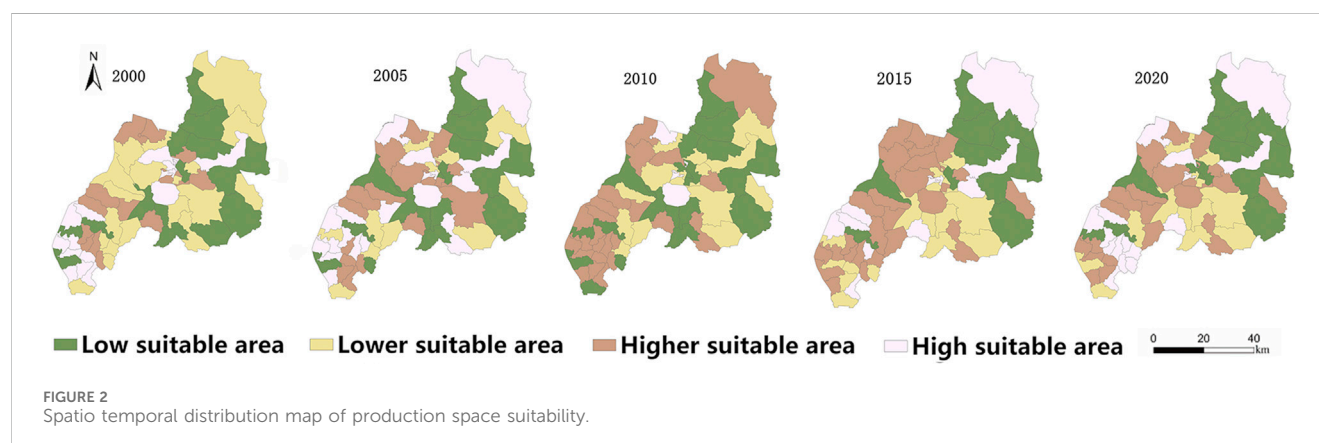 N
2000
2005
2010
2015
2020
Low suitable area
Lower suitable area
Higher suitable area
High suitable area
0 20 40
km
FIGURE 2
Spatio temporal distribution map of production space suitability.